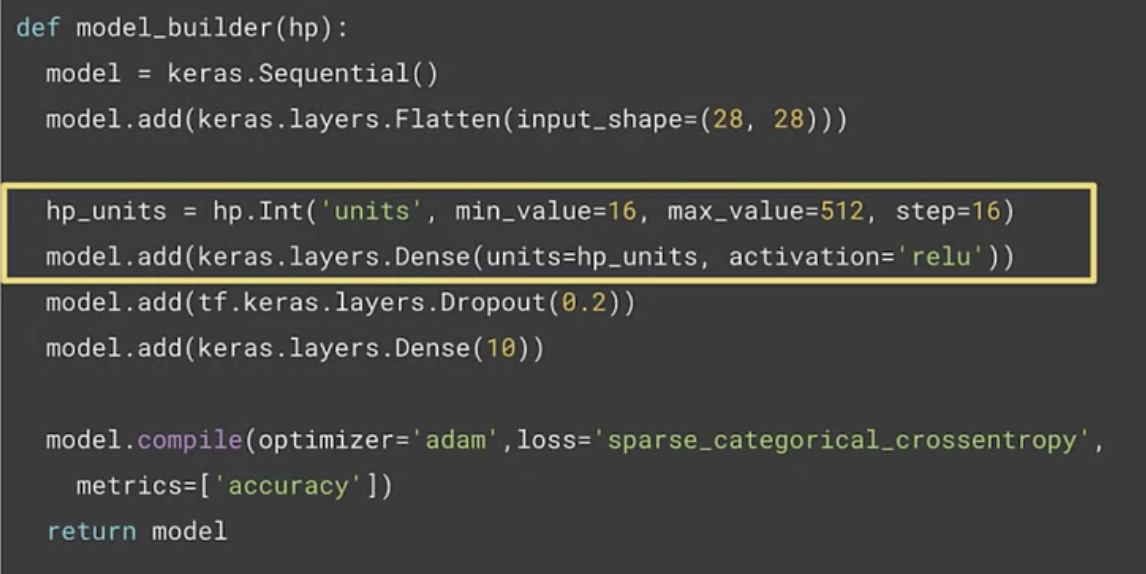 def model_builder(hp):
  model = keras.Sequential()
  model.add(keras.layers.Flatten(input_shape=(28, 28)))

  hp_units = hp.Int('units', min_value=16, max_value=512, step=16)
  model.add(keras.layers.Dense(units=hp_units, activation='relu'))
  model.add(tf.keras.layers.Dropout(0.2))
  model.add(keras.layers.Dense(10))

  model.compile(optimizer='adam',loss='sparse_categorical_crossentropy',
    metrics=['accuracy'])
  return model